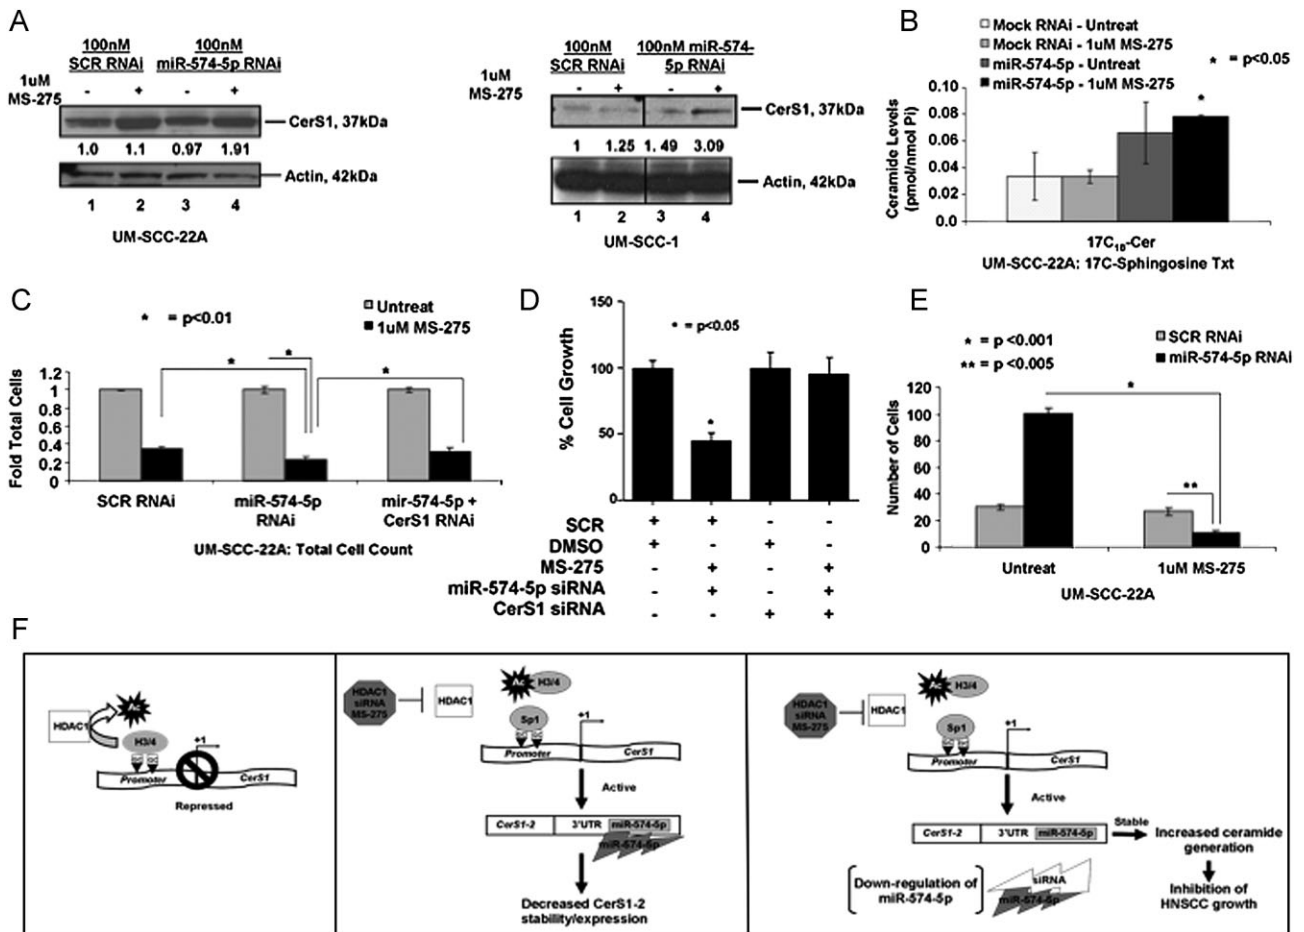 A
100nM
SCR RNAi
100nM
miR-574-5p RNAi
1uM
MS-275
- + - +
CerS1, 37kDa
1.0 1.1 0.97 1.91
Actin, 42kDa
1 2 3 4
UM-SCC-22A
100nM
SCR RNAi
100nM miR-574-
5p RNAi
1uM
MS-275
- + - +
CerS1, 37kDa
1 1.25 1. 49 3.09
Actin, 42kDa
1 2 3 4
UM-SCC-1
B
Mock RNAi - Untreat
Mock RNAi - 1uM MS-275
miR-574-5p - Untreat
miR-574-5p - 1uM MS-275
* = p<0.05
Ceramide Levels
(pmol/nmol Pi)
0.10
0.08
0.06
0.04
0.02
0.0
*
17C18-Cer
UM-SCC-22A: 17C-Sphingosine Txt
C
* = p<0.01
Untreat
1uM MS-275
Fold Total Cells
1.2
1
0.8
0.6
0.4
0.2
0
* * *
SCR RNAi
miR-574-5p
RNAi
mir-574-5p +
CerS1 RNAi
UM-SCC-22A: Total Cell Count
D
* = p<0.05
% Cell Growth
150
100
50
0
*
SCR + + - -
DMSO + - + -
MS-275 - + - +
miR-574-5p siRNA - + - +
CerS1 siRNA - - + +
E
* = p <0.001
** = p <0.005
SCR RNAi
miR-574-5p RNAi
Number of Cells
120
100
80
60
40
20
0
*
**
Untreat
1uM MS-275
UM-SCC-22A
F
HDAC1
Ac
H3/4
GC GC
+1
Promoter
CerS1
Repressed
HDAC1
siRNA
MS-275
HDAC1
Ac
H3/4
Sp1
GC GC
+1
Promoter
CerS1
Active
CerS1-2
3'UTR
miR-574-5p
miR-574-5p
Decreased CerS1-2
stability/expression
HDAC1
siRNA
MS-275
HDAC1
Ac
H3/4
Sp1
GC GC
+1
Promoter
CerS1
Active
CerS1-2
3'UTR
miR-574-5p
Stable
Increased ceramide
generation
Down-regulation of
miR-574-5p
siRNA
miR-574-5p
Inhibition of
HNSCC growth